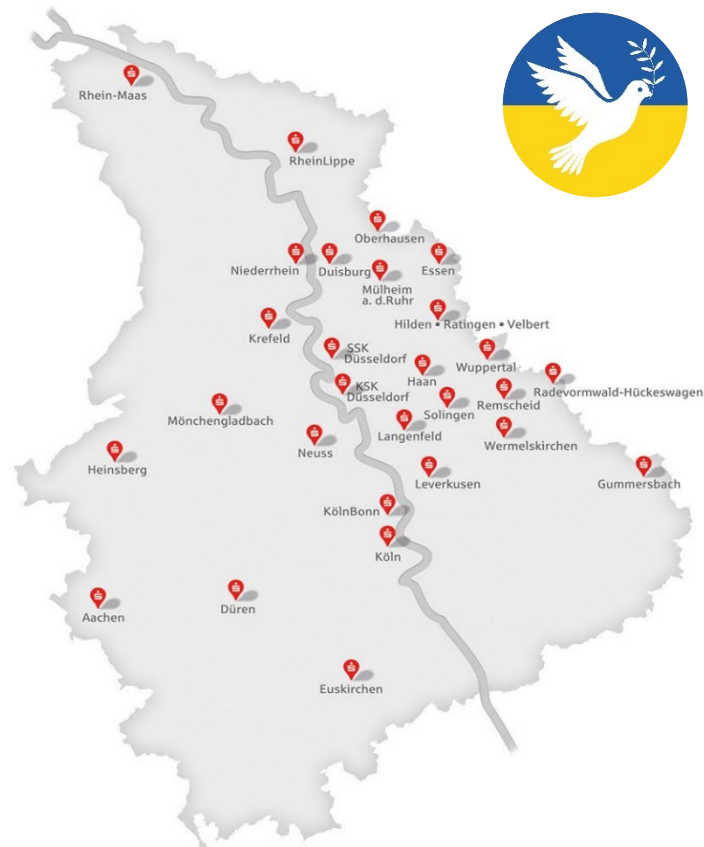 Rhein-Maas
RheinLippe
Oberhausen
Niederrhein
Duisburg
Essen
Mülheim
a. d.Ruhr
Hilden • Ratingen • Velbert
Krefeld
SSK
Düsseldorf
Wuppertal
Haan
Radevormwald-Hückeswagen
KSK
Düsseldorf
Remscheid
Solingen
Mönchengladbach
Langenfeld
Wermelskirchen
Neuss
Heinsberg
Leverkusen
Gummersbach
KölnBonn
Köln
Aachen
Düren
Euskirchen